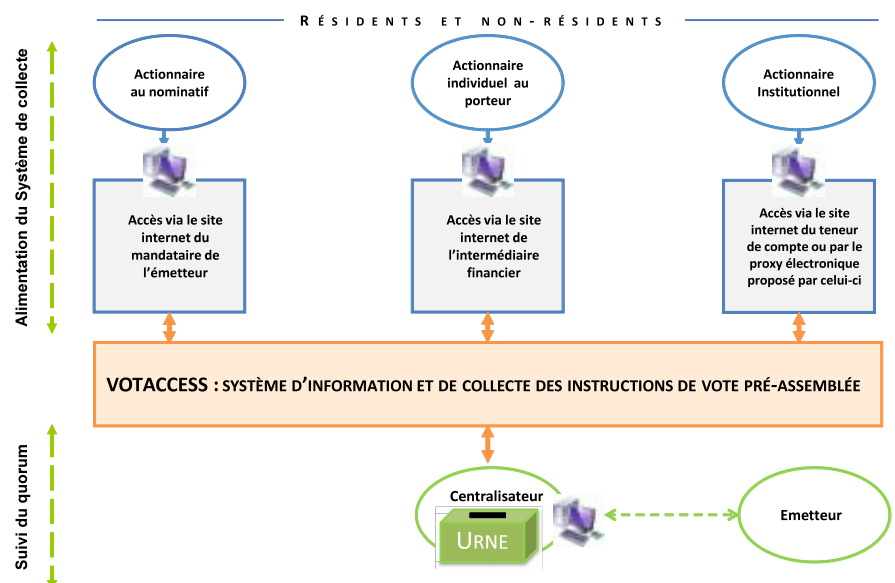 RÉSIDENTS ET NON-RÉSIDENTS
Alimentation du Système de collecte
Actionnaire
au nominatif
Actionnaire
individuel au
porteur
Actionnaire
Institutionnel
Accès via le site
internet du
mandataire de
l’émetteur
Accès via le site
internet de
l’intermédiaire
financier
Accès via le site
internet du teneur
de compte ou par le
proxy électronique
proposé par celui-ci
VOTACCESS : SYSTÈME D’INFORMATION ET DE COLLECTE DES INSTRUCTIONS DE VOTE PRÉ-ASSEMBLÉE
Suivi du quorum
Centralisateur
URNE
Emetteur